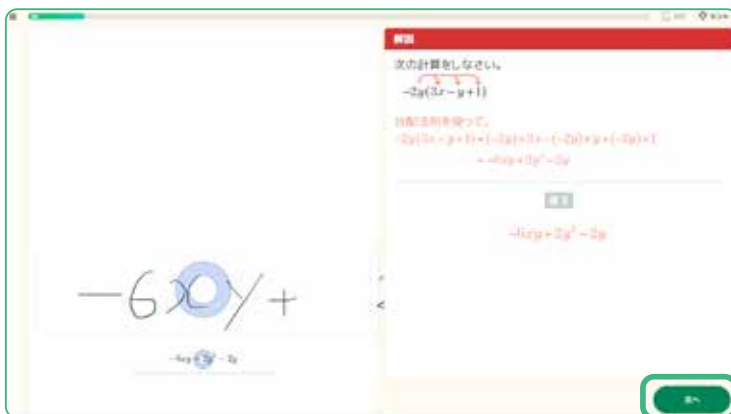 解説
次の計算をしなさい。
-2y(3x-y+1)
分配法則を使って、
-2y(3x-y+1)=(-2y)×3x-(-2y)×y+(-2y)×1
=-6xy+2y²-2y
-6xy+2y²-2y
-6xy+
-6xy+2y²-2y
次へ